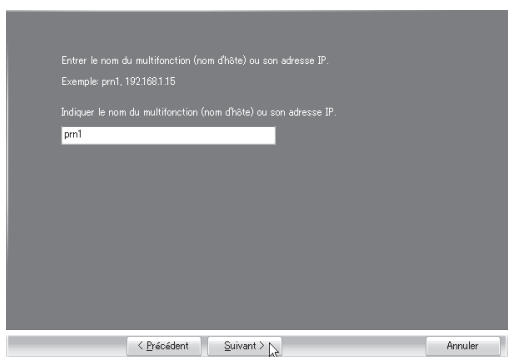 Entrer le nom du multifonction (nom d'hôte) ou son adresse IP.
Exemple: prn1, 192.168.1.15
Indiquer le nom du multifonction (nom d'hôte) ou son adresse IP.
prn1
< Précédent Suivant > Annuler